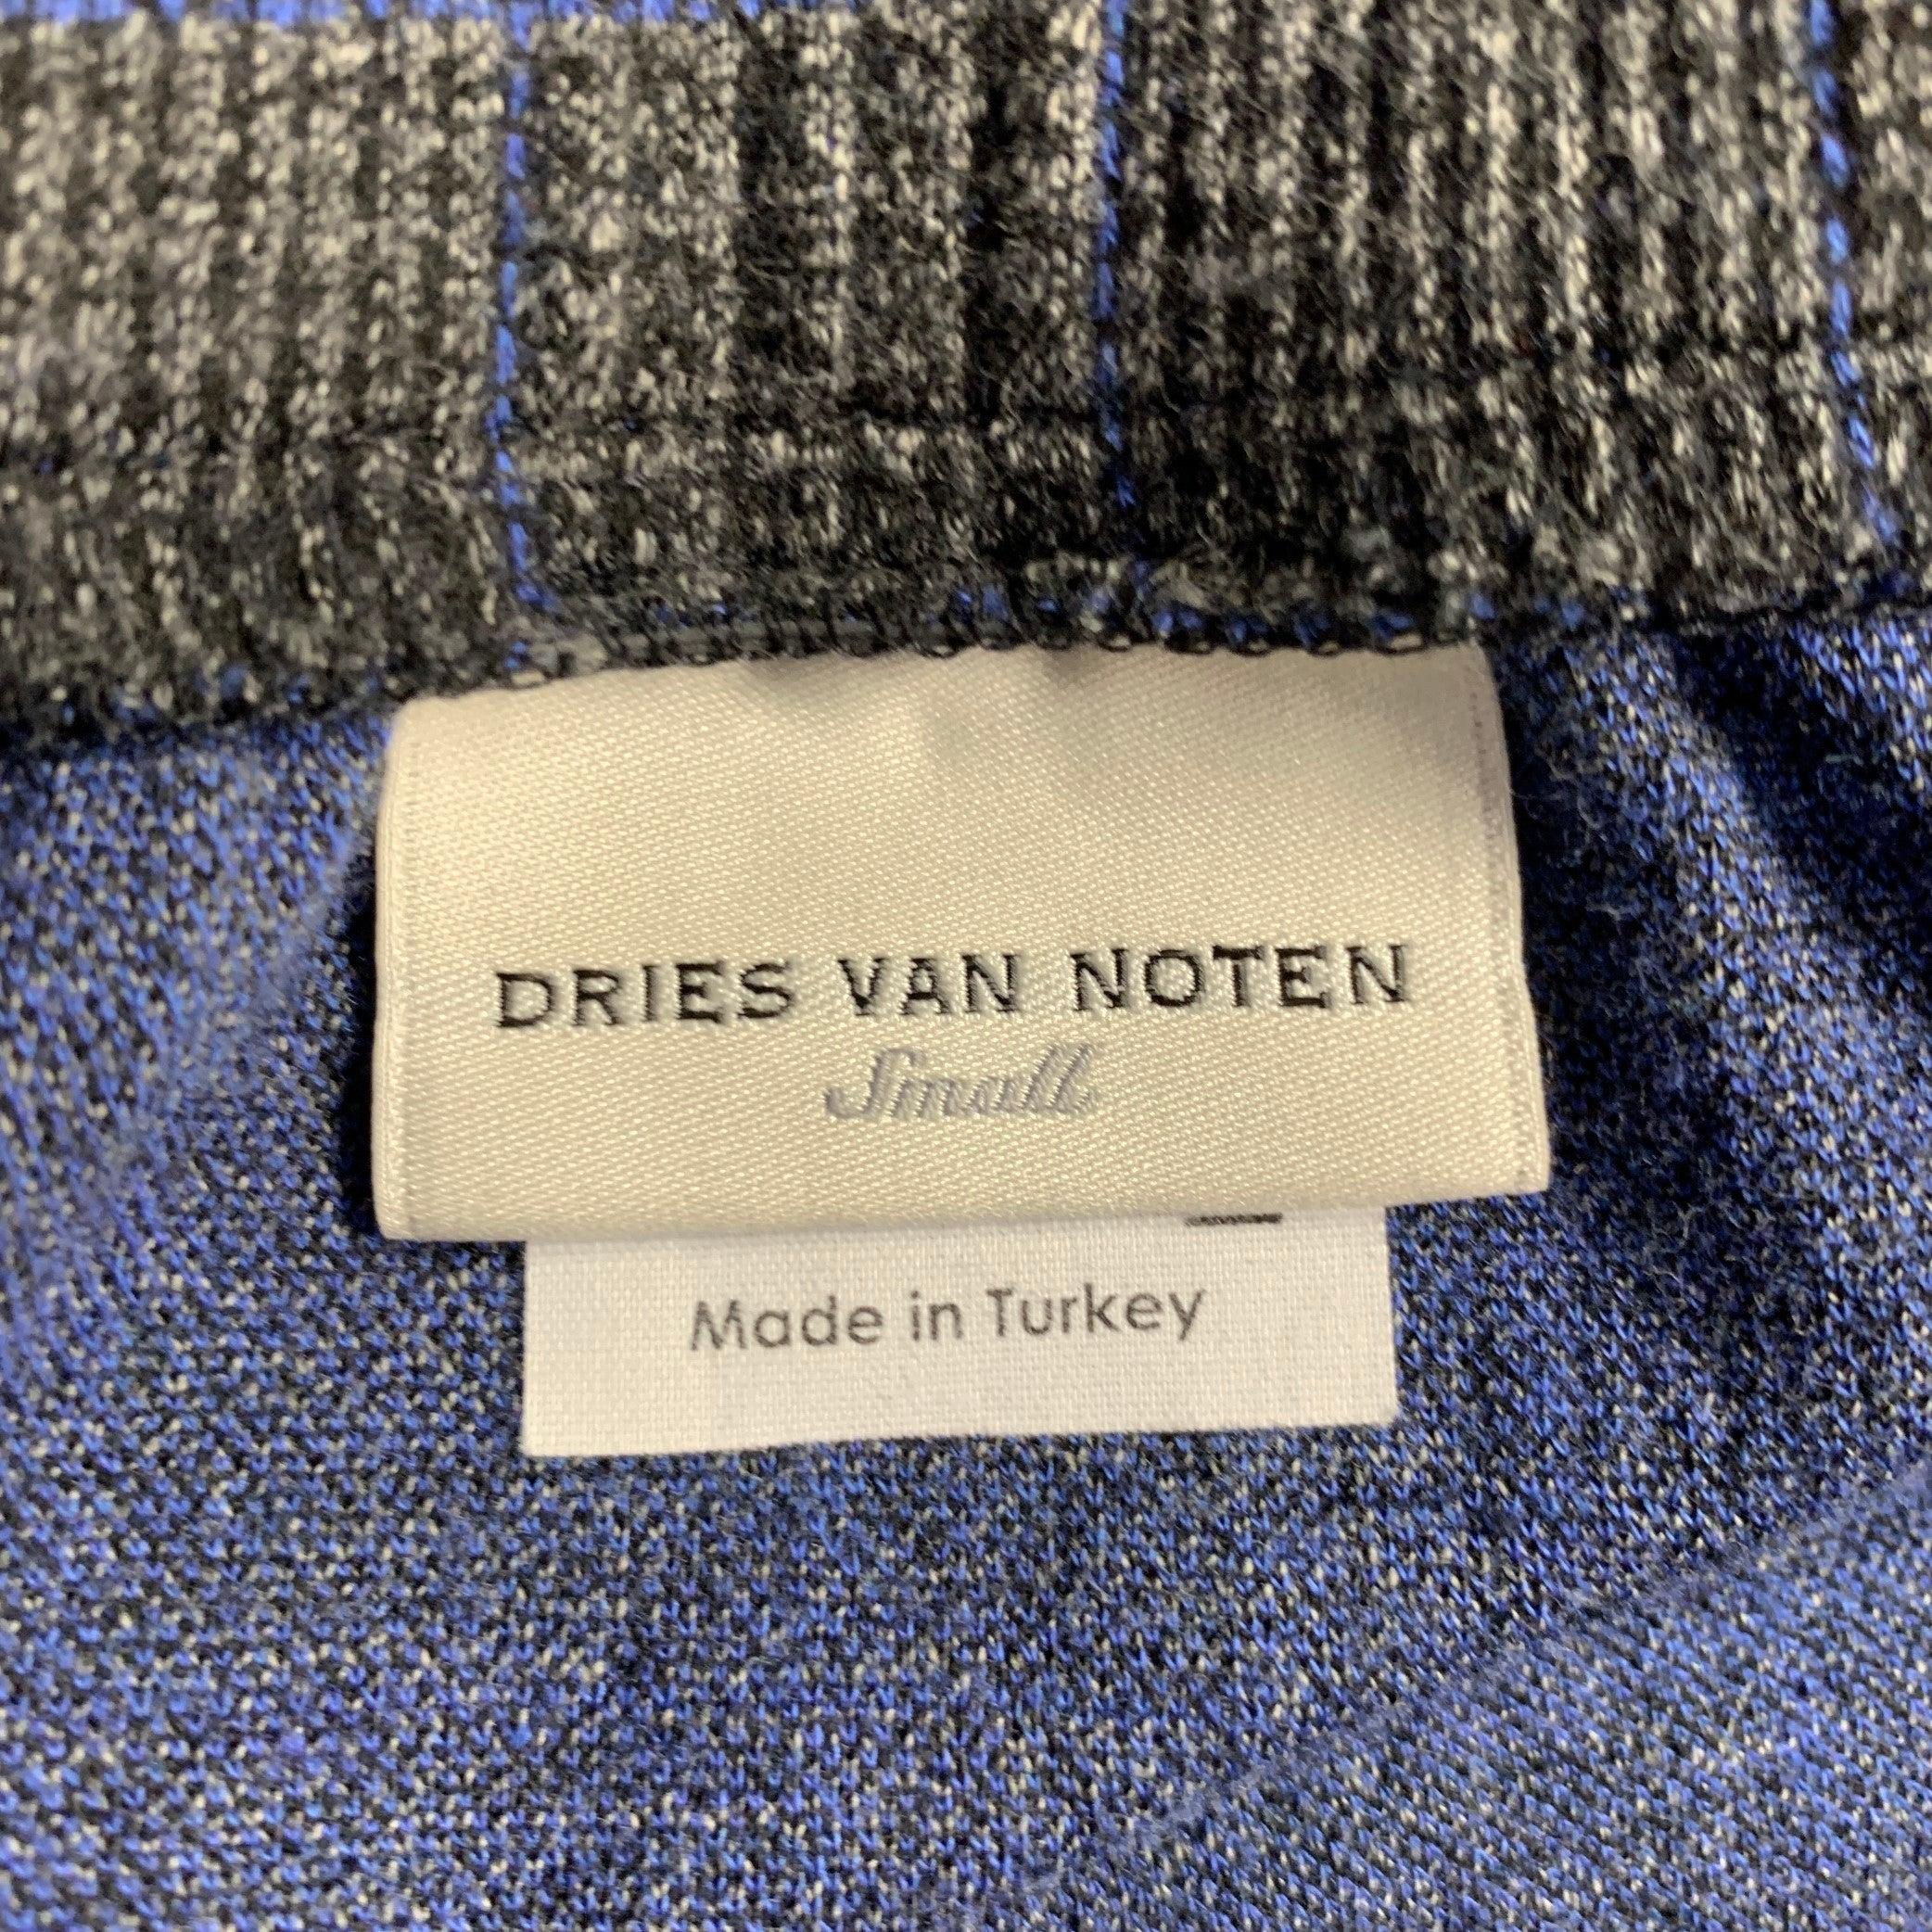 DRIES VAN NOTEN
Small
Made in Turkey